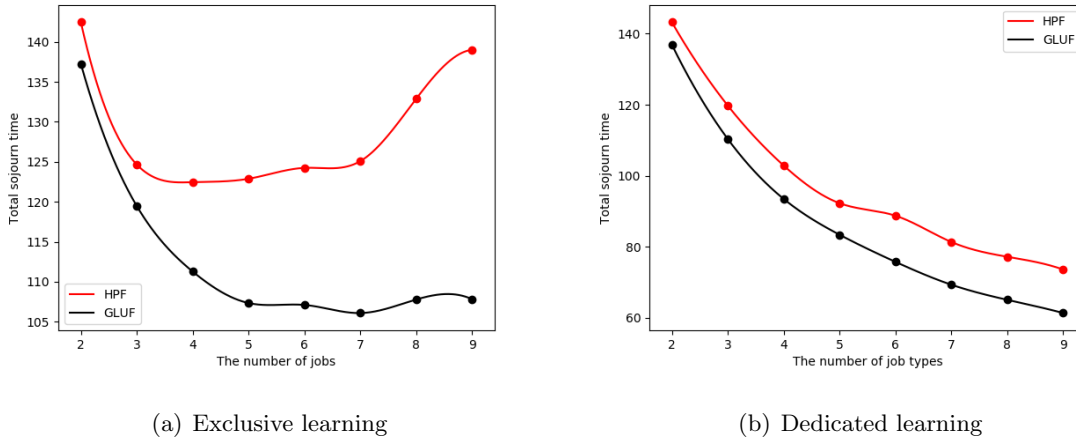 140
135
130
125
120
115
110
105
Total sojourn time
HPF
GLUF
2 3 4 5 6 7 8 9
The number of jobs
(a) Exclusive learning
140
120
100
80
60
Total sojourn time
HPF
GLUF
2 3 4 5 6 7 8 9
The number of job types
(b) Dedicated learning